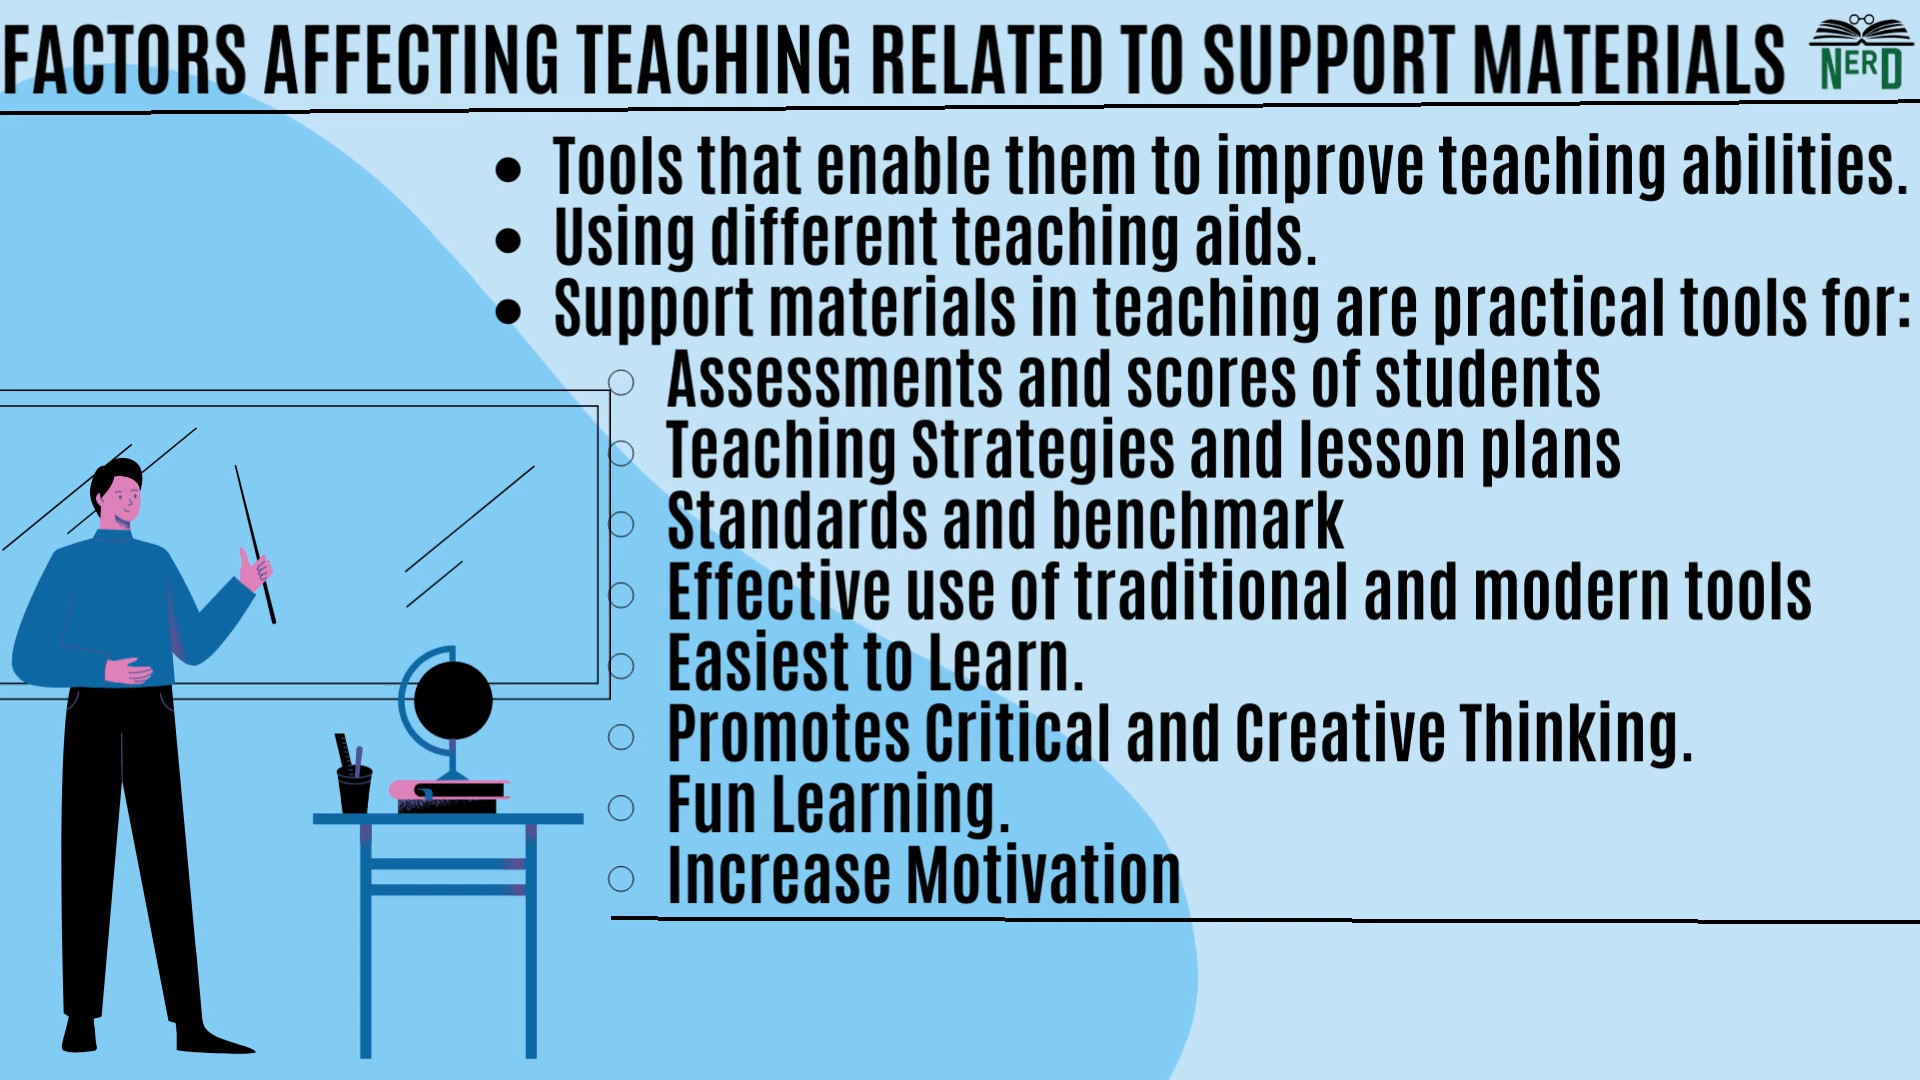 FACTORS AFFECTING TEACHING RELATED TO SUPPORT MATERIALS
NERD
• Tools that enable them to improve teaching abilities.
• Using different teaching aids.
• Support materials in teaching are practical tools for:
○ Assessments and scores of students
○ Teaching Strategies and lesson plans
○ Standards and benchmark
○ Effective use of traditional and modern tools
○ Easiest to Learn.
○ Promotes Critical and Creative Thinking.
○ Fun Learning.
○ Increase Motivation